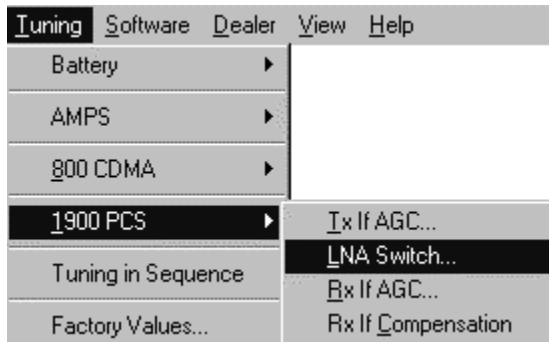 Tuning Software Dealer View Help
Battery
AMPS
800 CDMA
1900 PCS
Tx If AGC...
LNA Switch...
Tuning in Sequence
Rx If AGC...
Factory Values...
Rx If Compensation